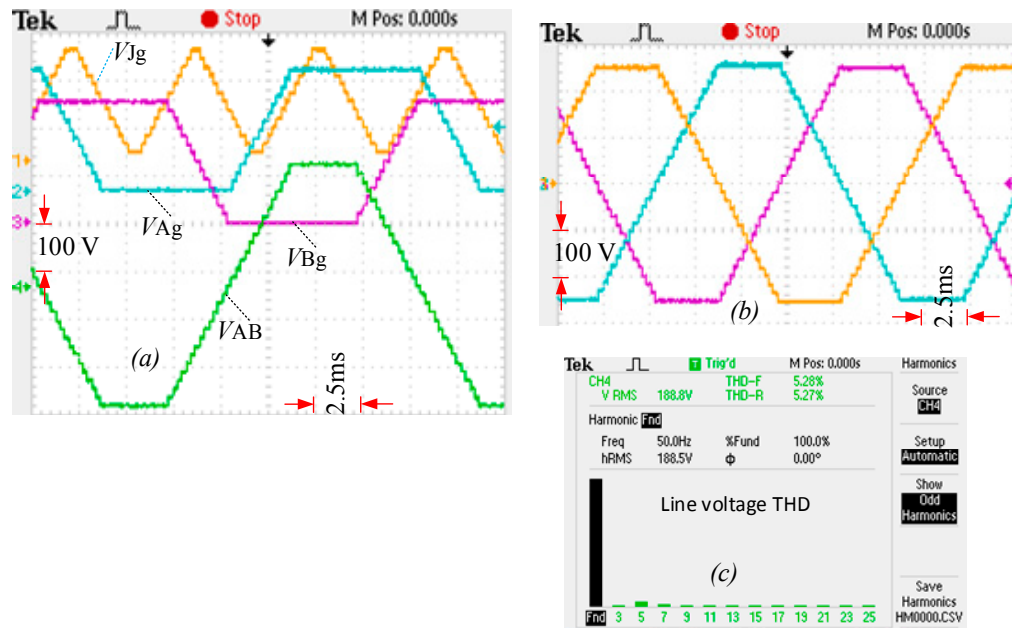 Tek Stop M Pos: 0.000s
VJg
1
2
3
4
100 V
VAg
VBg
VAB
(a)
2.5ms
Tek Stop M Pos: 0.000s
100 V
(b)
2.5ms
Tek T Trig'd M Pos: 0.000s Harmonics
CH4 THD-F 5.28%
V RMS 188.8V THD-R 5.27%
Harmonic Fnd
Freq 50.0Hz %Fund 100.0%
hRMS 188.5V ϕ 0.00°
Line voltage THD
(c)
Fnd 3 5 7 9 11 13 15 17 19 21 23 25
Source
CH4
Setup
Automatic
Show
Odd
Harmonics
Save
Harmonics
HM0000.CSV